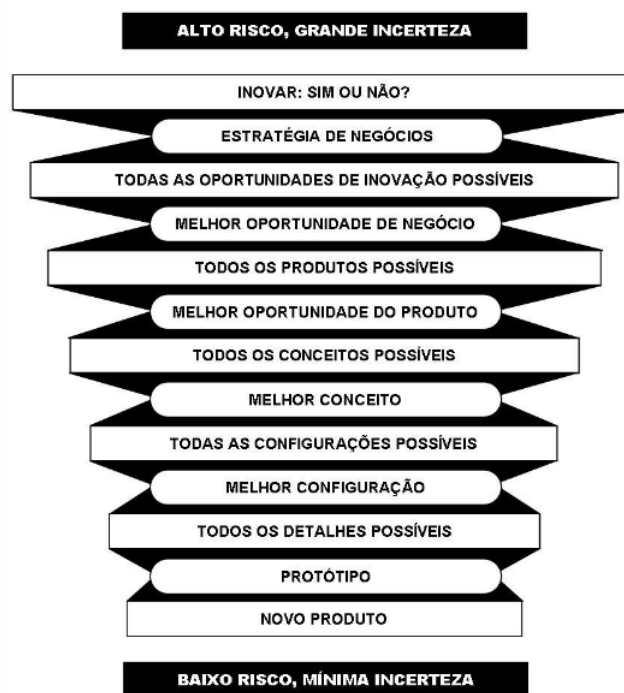 ALTO RISCO, GRANDE INCERTEZA
INOVAR: SIM OU NÃO?
ESTRATÉGIA DE NEGÓCIOS
TODAS AS OPORTUNIDADES DE INOVAÇÃO POSSÍVEIS
MELHOR OPORTUNIDADE DE NEGÓCIO
TODOS OS PRODUTOS POSSÍVEIS
MELHOR OPORTUNIDADE DO PRODUTO
TODOS OS CONCEITOS POSSÍVEIS
MELHOR CONCEITO
TODAS AS CONFIGURAÇÕES POSSÍVEIS
MELHOR CONFIGURAÇÃO
TODOS OS DETALHES POSSÍVEIS
PROTÓTIPO
NOVO PRODUTO
BAIXO RISCO, MÍNIMA INCERTEZA